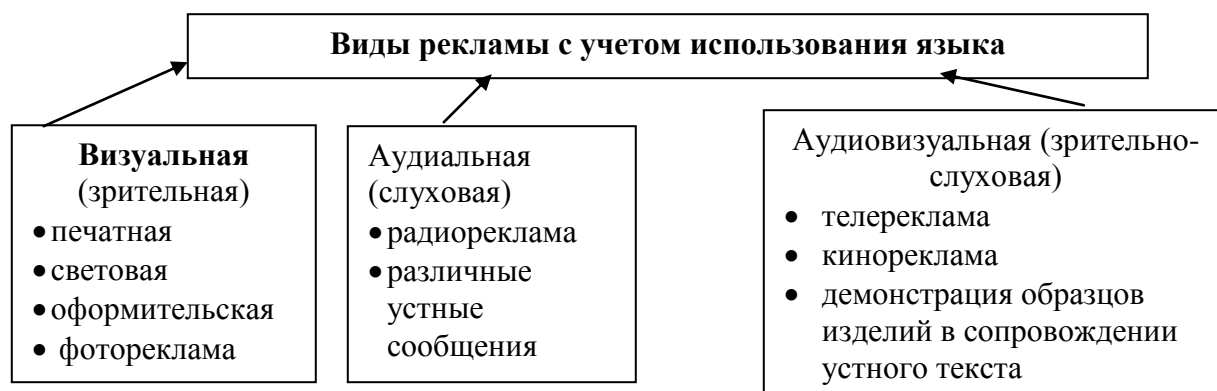 Виды рекламы с учетом использования языка
Визуальная
(зрительная)
• печатная
• световая
• оформительская
• фотореклама
Аудиальная
(слуховая)
• радиореклама
• различные
устные
сообщения
Аудиовизуальная (зрительно-
слуховая)
• телереклама
• кинореклама
• демонстрация образцов
изделий в сопровождении
устного текста